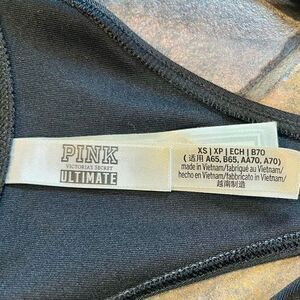 PINK
VICTORIA'S SECRET
ULTIMATE
XS | XP | ECH | B70
(适用 A65, B65, AA70, A70)
made in Vietnam/fabriqué au Vietnam/
hecho en Vietnam/fabbricato in Vietnam/
越南制造